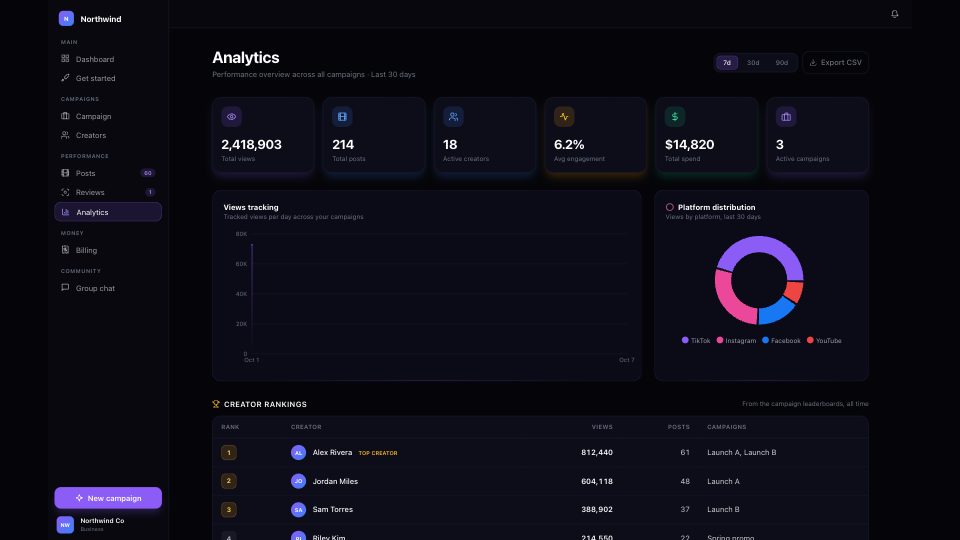 N Northwind
MAIN
Dashboard
Get started
CAMPAIGNS
Campaign
Creators
PERFORMANCE
Posts 60
Reviews 1
Analytics
MONEY
Billing
COMMUNITY
Group chat
New campaign
NW Northwind Co
Business
Analytics
Performance overview across all campaigns · Last 30 days
7d 30d 90d Export CSV
2,418,903
Total views
214
Total posts
18
Active creators
6.2%
Avg engagement
$14,820
Total spend
3
Active campaigns
Views tracking
Tracked views per day across your campaigns
80K
60K
40K
20K
0
Oct 1 Oct 7
Platform distribution
Views by platform, last 30 days
TikTok Instagram Facebook YouTube
CREATOR RANKINGS From the campaign leaderboards, all time
RANK CREATOR VIEWS POSTS CAMPAIGNS
1 AL Alex Rivera TOP CREATOR 812,440 61 Launch A, Launch B
2 JO Jordan Miles 604,118 48 Launch A
3 SA Sam Torres 388,902 37 Launch B
4 RI Riley Kim 214,550 22 Spring promo